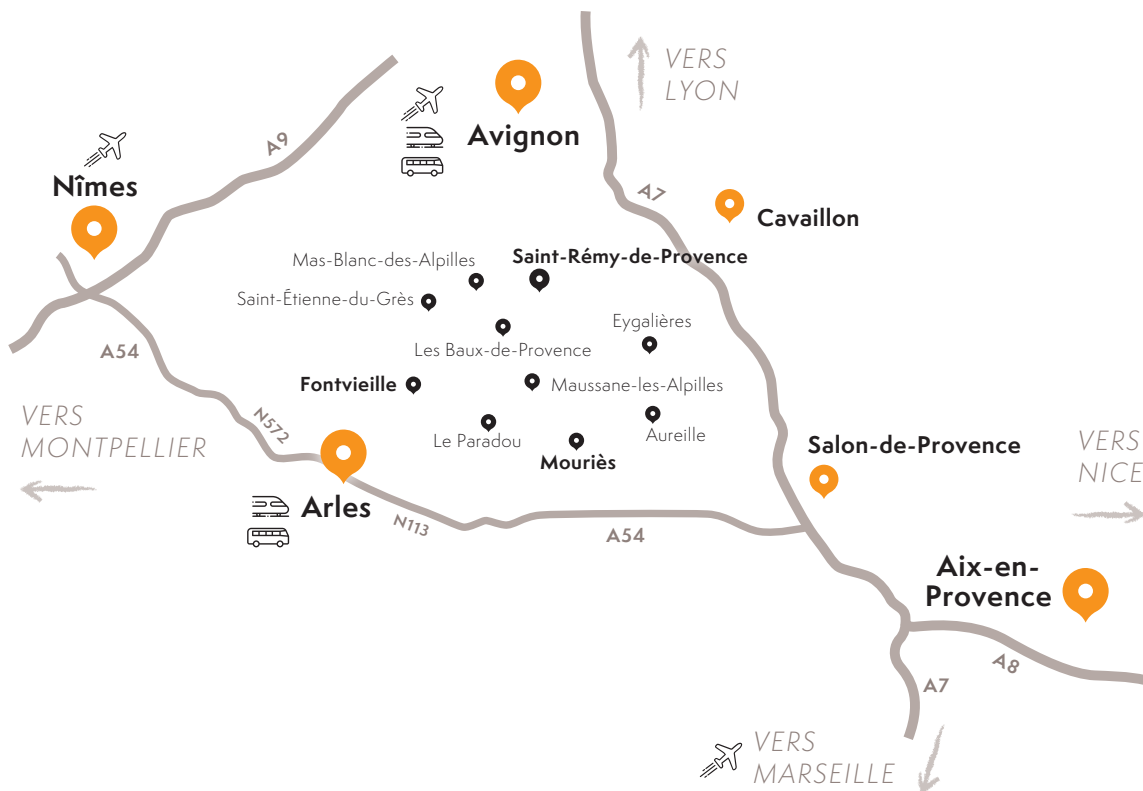 VERS
LYON
A9
Avignon
Nîmes
A7
Cavaillon
Mas-Blanc-des-Alpilles
Saint-Rémy-de-Provence
Saint-Étienne-du-Grès
Eygalières
A54
Les Baux-de-Provence
Fontvieille
Maussane-les-Alpilles
VERS
MONTPELLIER
N572
Le Paradou
Aureille
Mouriès
Salon-de-Provence
VERS
NICE
Arles
N113
A54
Aix-en-
Provence
A8
A7
VERS
MARSEILLE